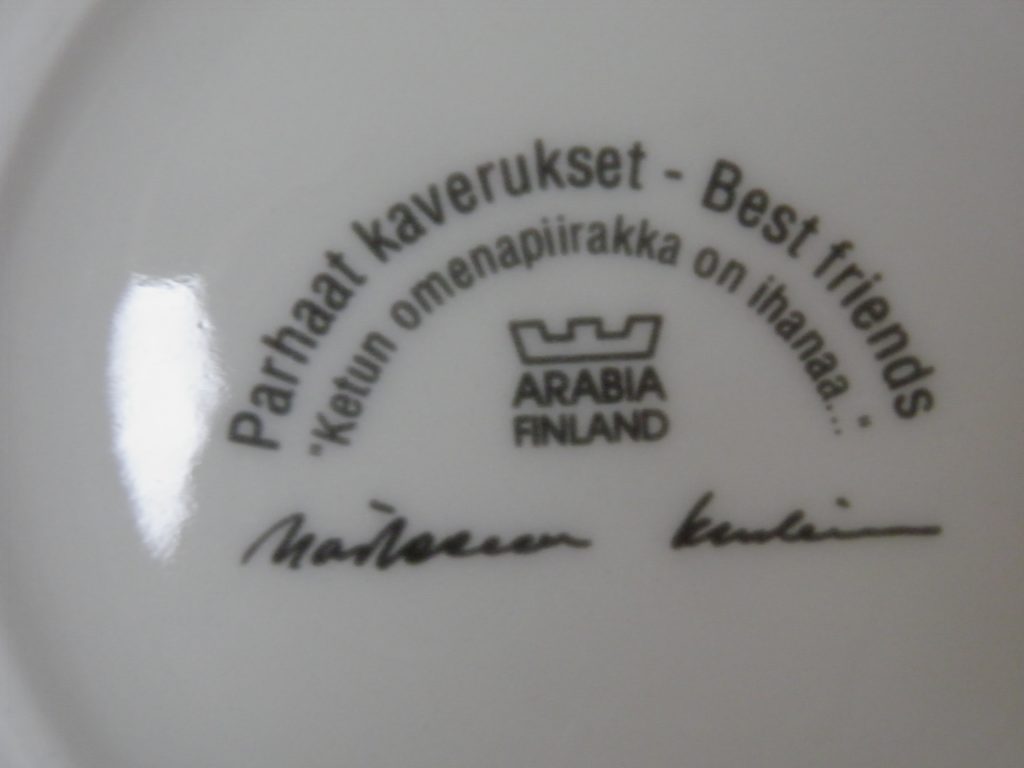 Parhaat kaverukset - Best friends
"Ketun omenapiirakka on ihanaa..."
ARABIA
FINLAND